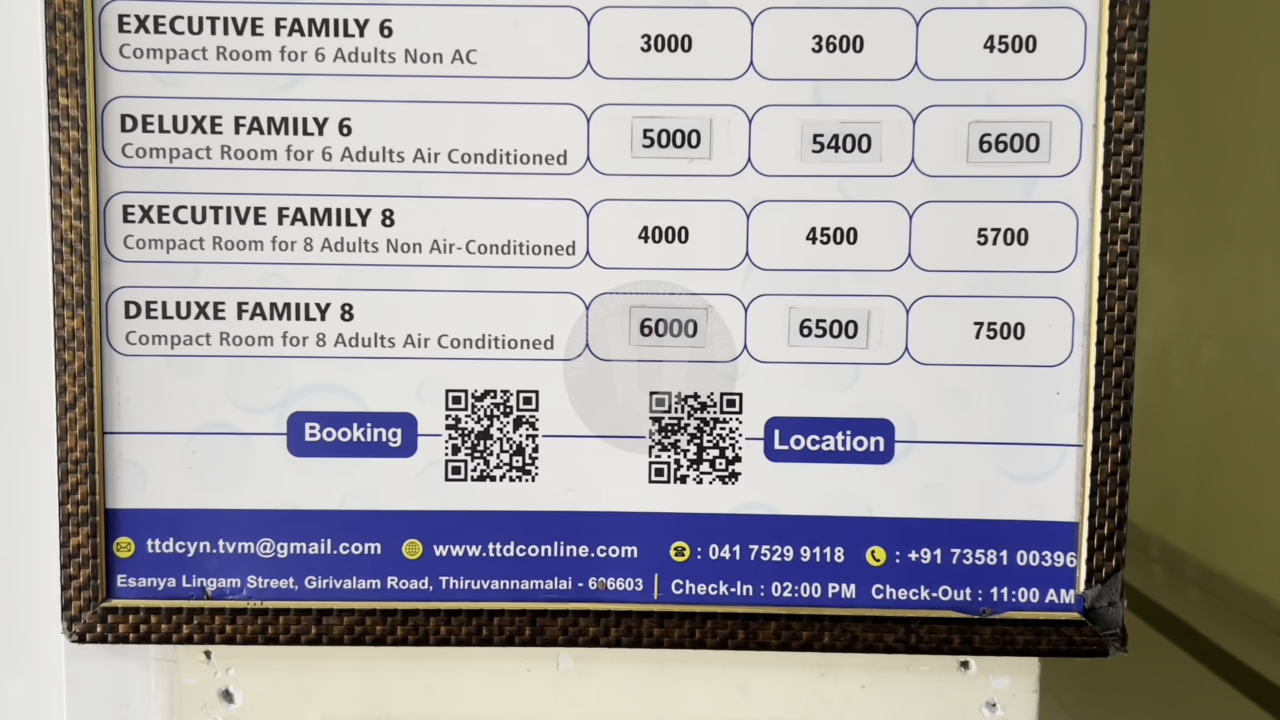 EXECUTIVE FAMILY 6
Compact Room for 6 Adults Non AC
3000 3600 4500
DELUXE FAMILY 6
Compact Room for 6 Adults Air Conditioned
5000 5400 6600
EXECUTIVE FAMILY 8
Compact Room for 8 Adults Non Air-Conditioned
4000 4500 5700
DELUXE FAMILY 8
Compact Room for 8 Adults Air Conditioned
6000 6500 7500
Booking
Location
ttdcyn.tvm@gmail.com www.ttdconline.com : 041 7529 9118 : +91 73581 00396
Esanya Lingam Street, Girivalam Road, Thiruvannamalai - 606603 | Check-In : 02:00 PM Check-Out : 11:00 AM